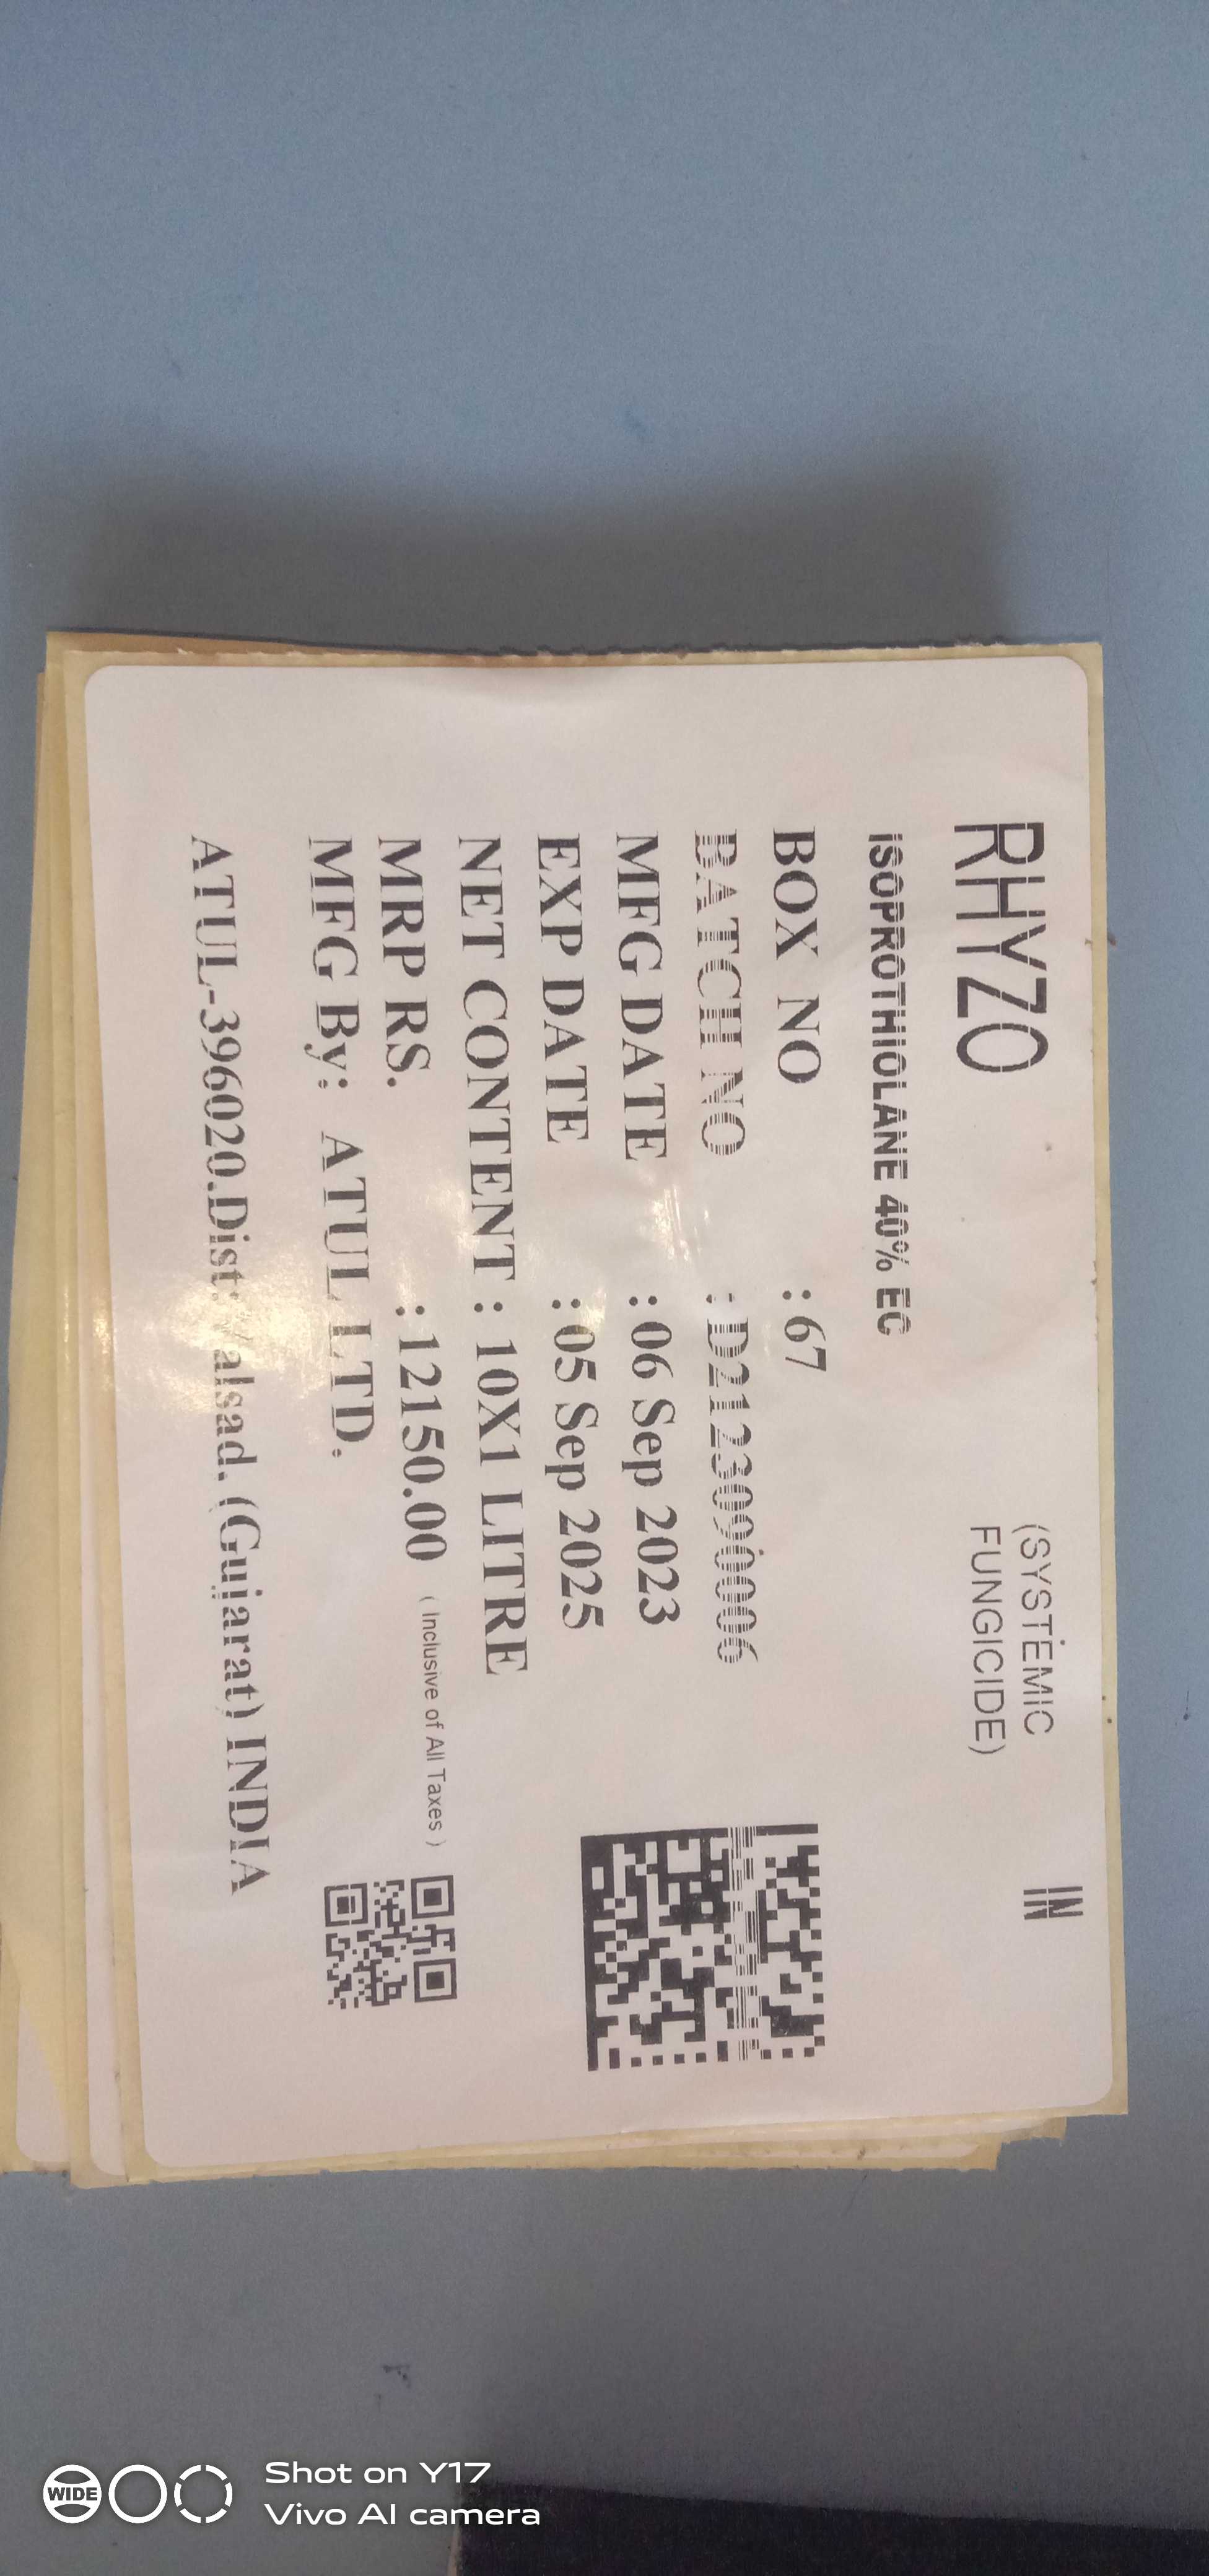 RHYZO
(SYSTEMIC
FUNGICIDE)
IN
ISOPROTHIOLANE 40% EC
BOX NO : 67
BATCH NO : D2123090006
MFG DATE : 06 Sep 2023
EXP DATE : 05 Sep 2025
NET CONTENT : 10X1 LITRE
MRP RS. : 12150.00 ( Inclusive of All Taxes )
MFG By: ATUL LTD.
ATUL-396020.Dist: Valsad. (Gujarat) INDIA
WIDE
Shot on Y17
Vivo AI camera